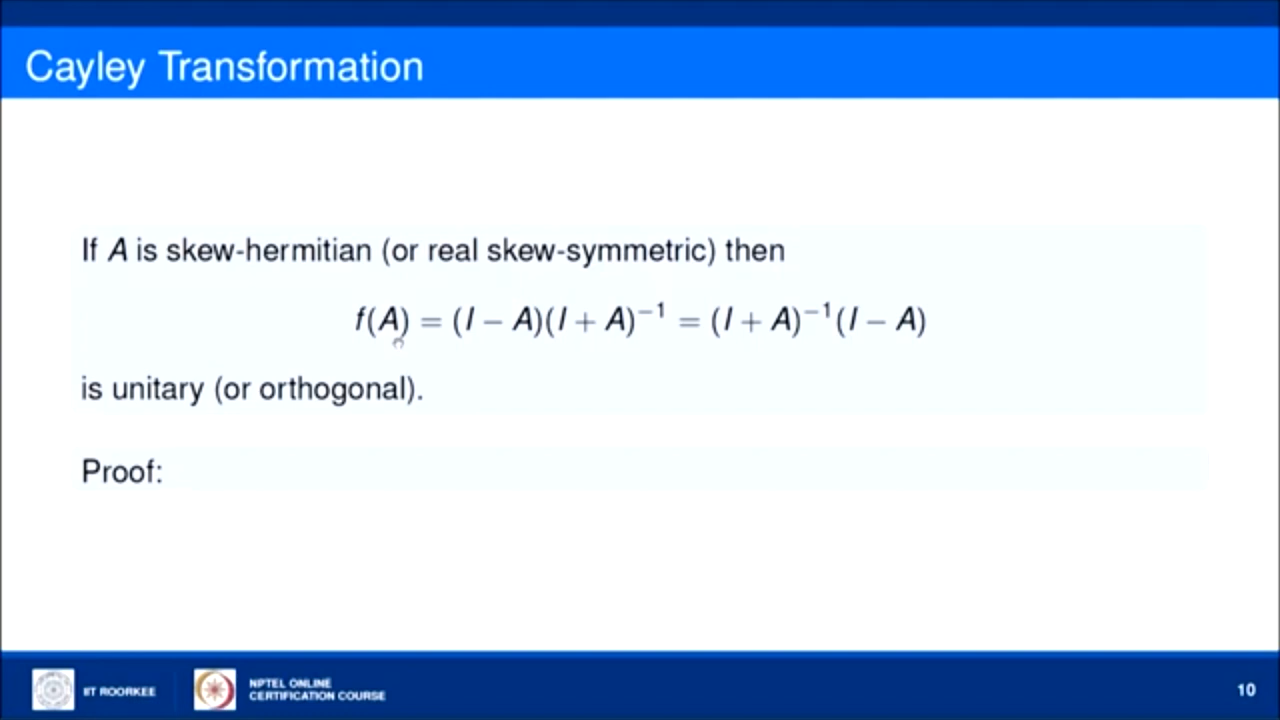 Cayley Transformation
If A is skew-hermitian (or real skew-symmetric) then
f(A) = (I − A)(I + A)⁻¹ = (I + A)⁻¹(I − A)
is unitary (or orthogonal).
Proof:
IIT ROORKEE
NPTEL ONLINE
CERTIFICATION COURSE
10